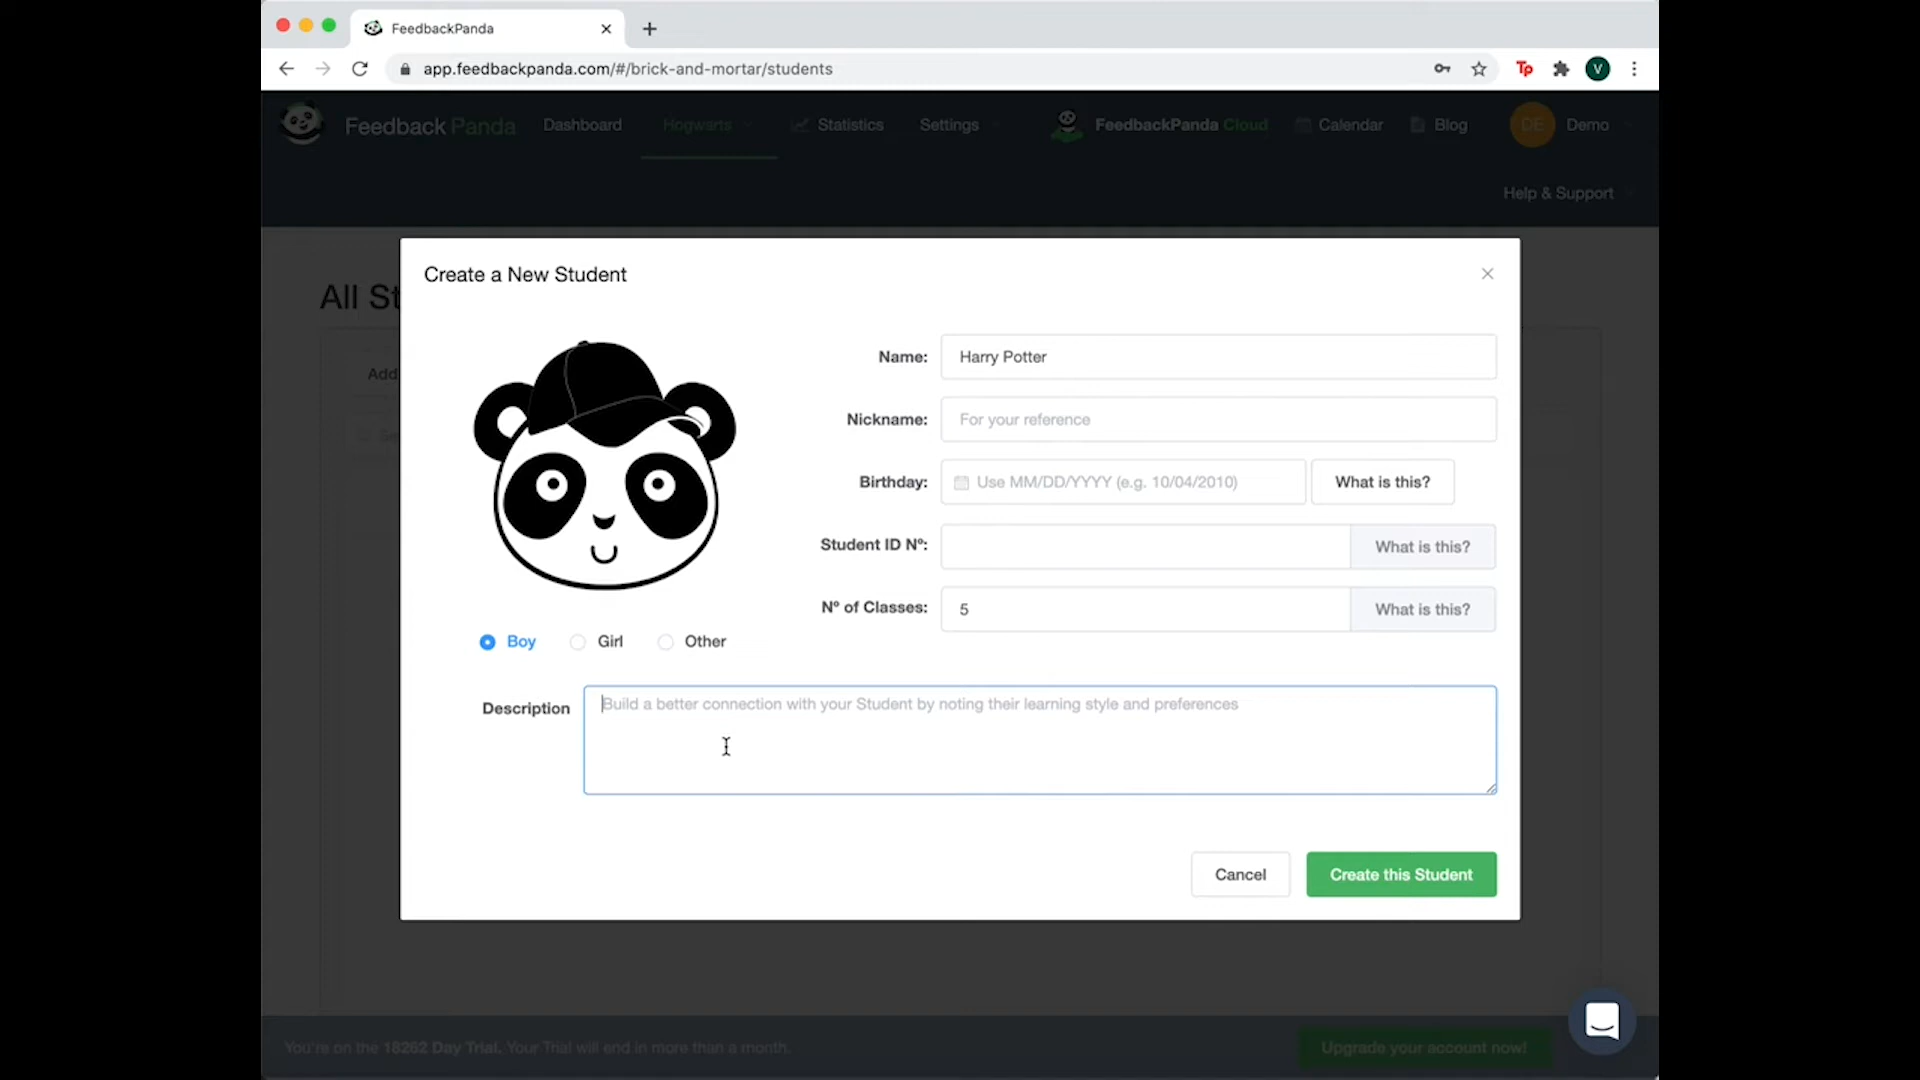 FeedbackPanda
app.feedbackpanda.com/#/brick-and-mortar/students
Tp
V
Feedback Panda
Dashboard
Hogwarts
Statistics
Settings
FeedbackPanda Cloud
Calendar
Blog
DE
Demo
Help & Support
All St
Add
Create a New Student
Name:
Harry Potter
Nickname:
For your reference
Birthday:
Use MM/DD/YYYY (e.g. 10/04/2010)
What is this?
Student ID Nº:
What is this?
Nº of Classes:
5
What is this?
Boy
Girl
Other
Description
Build a better connection with your Student by noting their learning style and preferences
Cancel
Create this Student
You're on the 18262 Day Trial. Your Trial will end in more than a month.
Upgrade your account now!